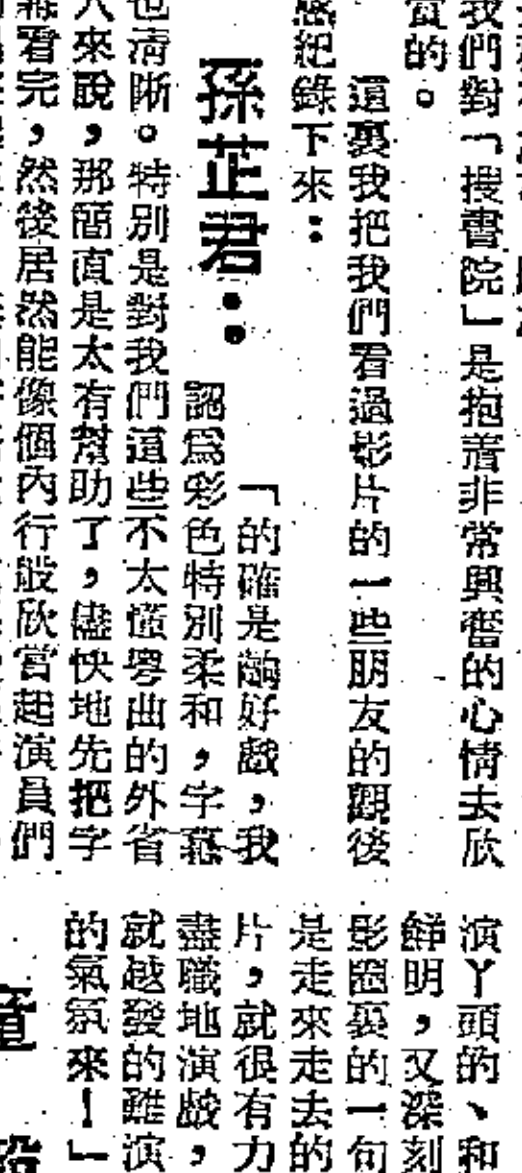 我們對「搜書院」是抱着非常興奮的心情去欣
賞的。
這裏我把我們看過影片的一些朋友的觀後
感紀錄下來：
孫芷君：
「的確是齣好戲，我
認爲彩色特別柔和，字幕
也清晰。特別是對我們這些不太懂粤曲的外省
人來說，那簡直是太有幫助了，儘快地先把字
幕看完，然後居然能像個內行般欣賞起演員們
演丫頭的、和
鮮明，又深刻
影圈裏的一句
是走來走去的
片，就很有力
盡職地演戲，
就越發的難演
的氣氛來！」